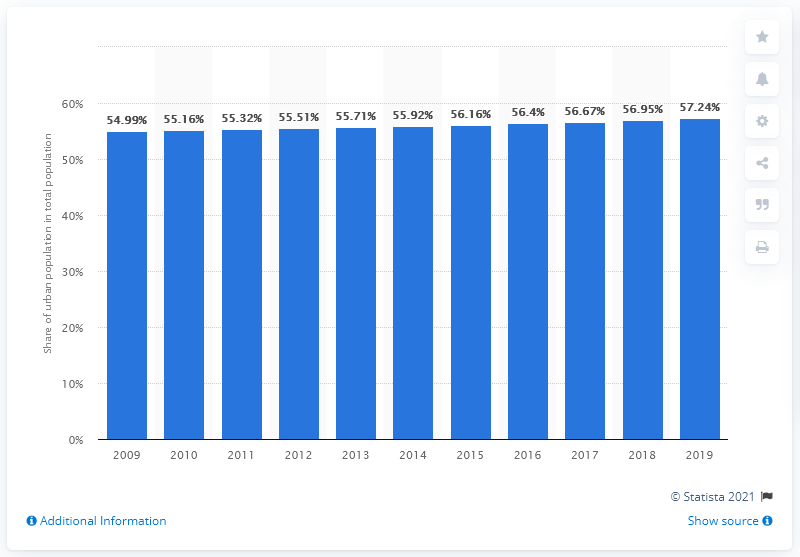 54.99% 55.16% 55.32% 55.51% 55.71% 55.92% 56.16% 56.4% 56.67% 56.95% 57.24%
60%
50%
40%
30%
20%
10%
0%
Share of urban population in total population
2009 2010 2011 2012 2013 2014 2015 2016 2017 2018 2019
© Statista 2021
Additional Information
Show source